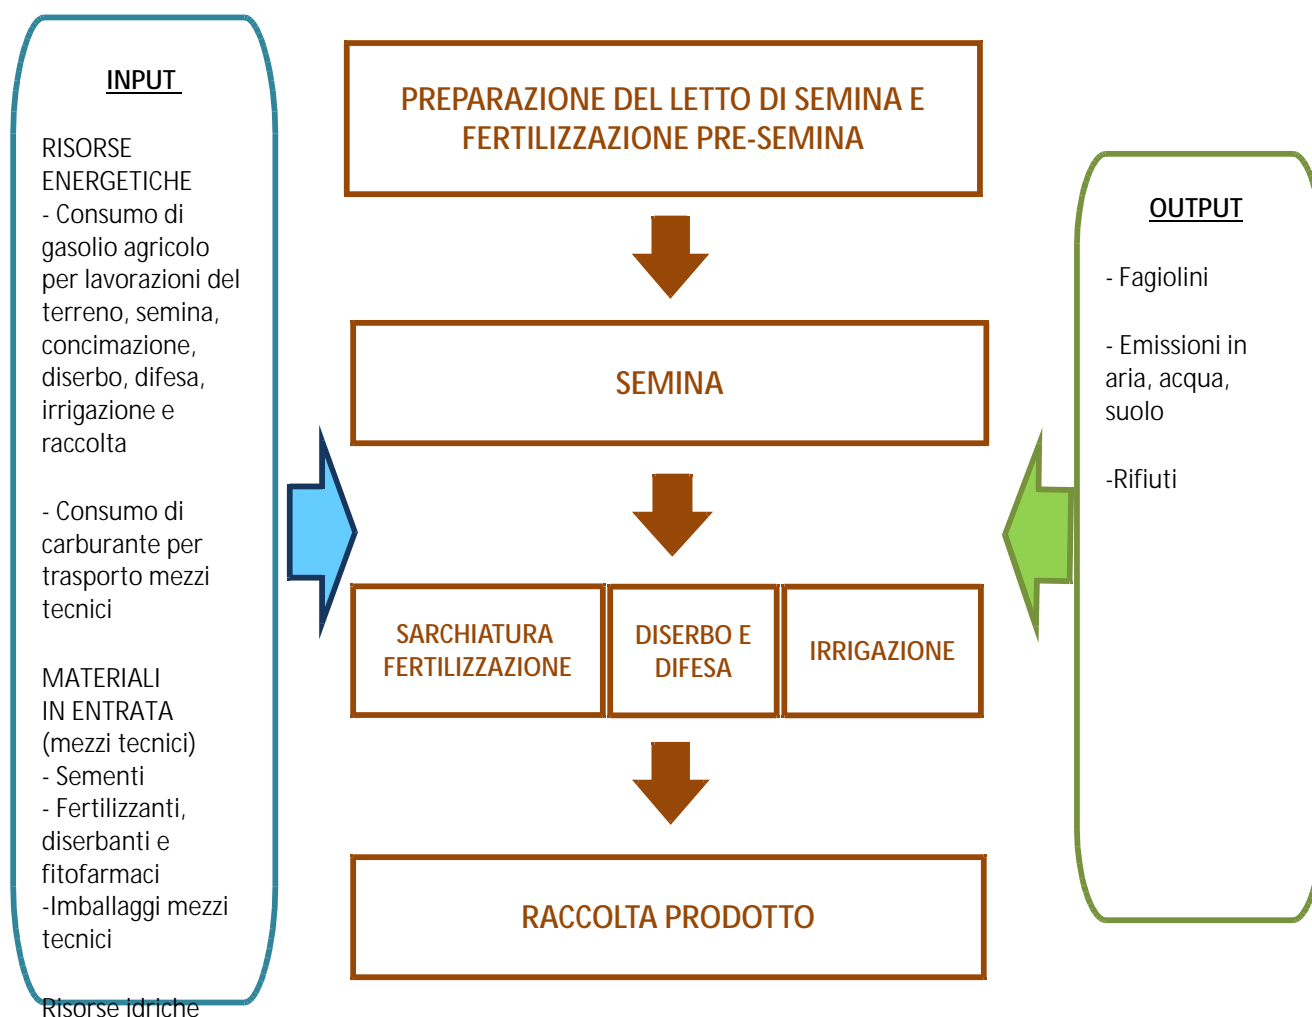 INPUT
RISORSE
ENERGETICHE
- Consumo di
gasolio agricolo
per lavorazioni del
terreno, semina,
concimazione,
diserbo, difesa,
irrigazione e
raccolta
- Consumo di
carburante per
trasporto mezzi
tecnici
MATERIALI
IN ENTRATA
(mezzi tecnici)
- Sementi
- Fertilizzanti,
diserbanti e
fitofarmaci
-Imballaggi mezzi
tecnici
Risorse idriche
PREPARAZIONE DEL LETTO DI SEMINA E
FERTILIZZAZIONE PRE-SEMINA
SEMINA
SARCHIATURA
FERTILIZZAZIONE
DISERBO E
DIFESA
IRRIGAZIONE
RACCOLTA PRODOTTO
OUTPUT
- Fagiolini
- Emissioni in
aria, acqua,
suolo
-Rifiuti